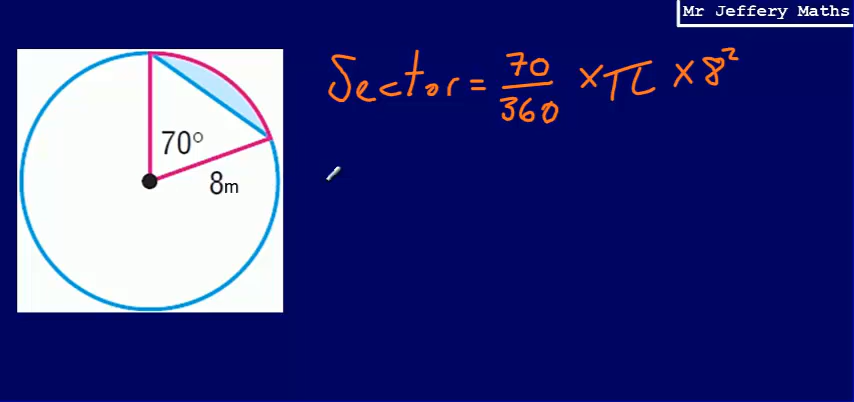 Mr Jeffery Maths
Sector = 70/360 × π × 8²
70°
8m